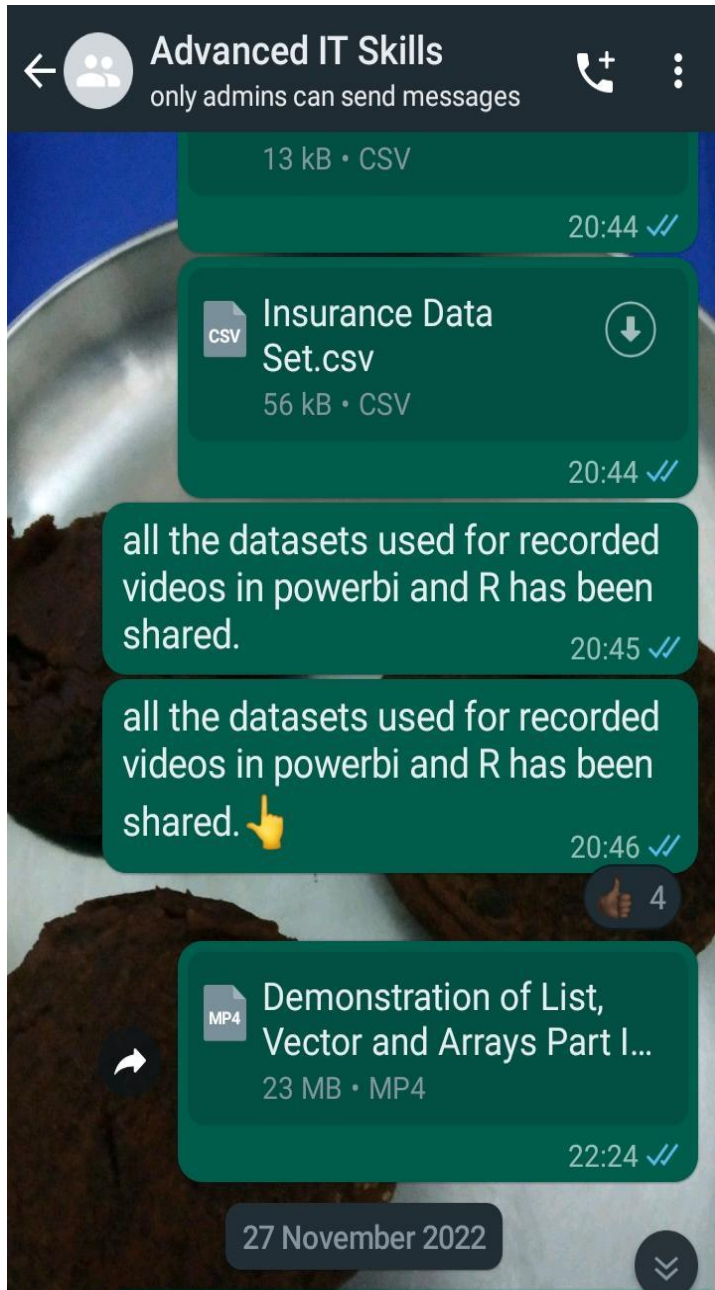 Advanced IT Skills
only admins can send messages
13 kB • CSV
20:44
CSV
Insurance Data
Set.csv
56 kB • CSV
20:44
all the datasets used for recorded
videos in powerbi and R has been
shared.
20:45
all the datasets used for recorded
videos in powerbi and R has been
shared.👆
20:46
👍🏾 4
MP4
Demonstration of List,
Vector and Arrays Part I...
23 MB • MP4
22:24
27 November 2022